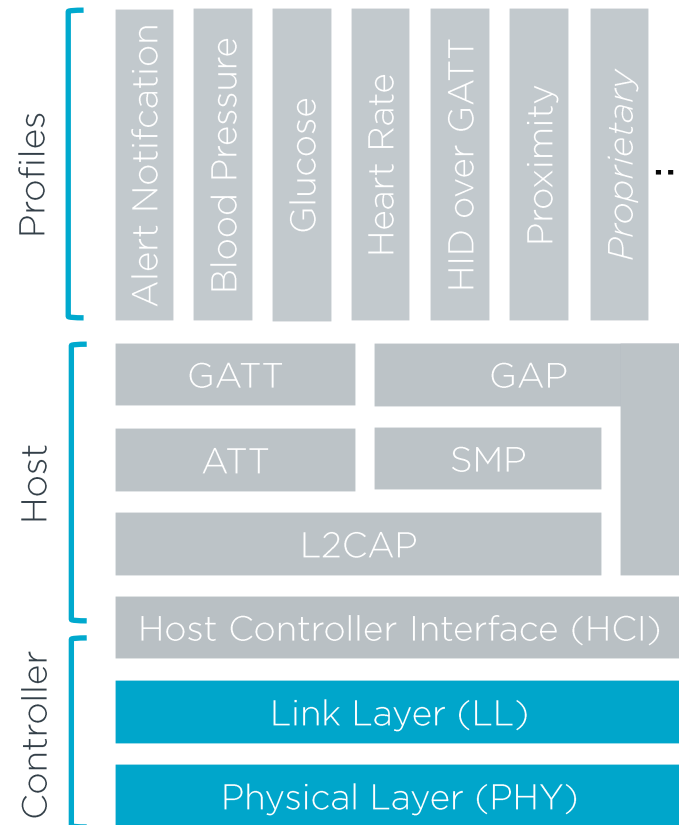 Profiles
Alert Notifcation
Blood Pressure
Glucose
Heart Rate
HID over GATT
Proximity
Proprietary
..
Host
GATT
GAP
ATT
SMP
L2CAP
Host Controller Interface (HCI)
Controller
Link Layer (LL)
Physical Layer (PHY)